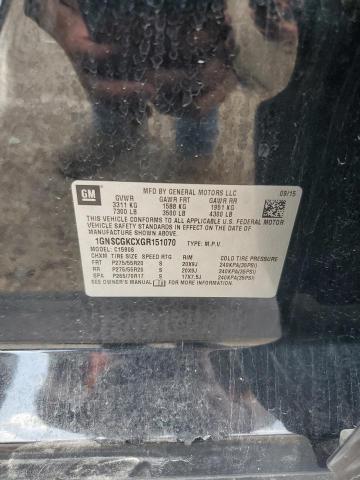 GM
MFD BY GENERAL MOTORS LLC 09/15
GVWR GAWR FRT GAWR RR
3311 KG 1588 KG 1951 KG
7300 LB 3500 LB 4300 LB
THIS VEHICLE CONFORMS TO ALL APPLICABLE U.S. FEDERAL MOTOR
VEHICLE SAFETY STANDARDS IN EFFECT ON THE DATE OF
MANUFACTURE SHOWN ABOVE.
1GNSCGKCXGR151070 TYPE: M.P.V.
MODEL: C15906
CHXM TIRE SIZE SPEED RTG RIM COLD TIRE PRESSURE
FRT P275/55R20 S 20X9J 240KPA(35PSI)
RR P275/55R20 S 20X9J 240KPA(35PSI)
SPA P265/70R17 S 17X7.5J 240KPA(35PSI)
SEE OWNER'S MANUAL FOR MORE INFORMATION